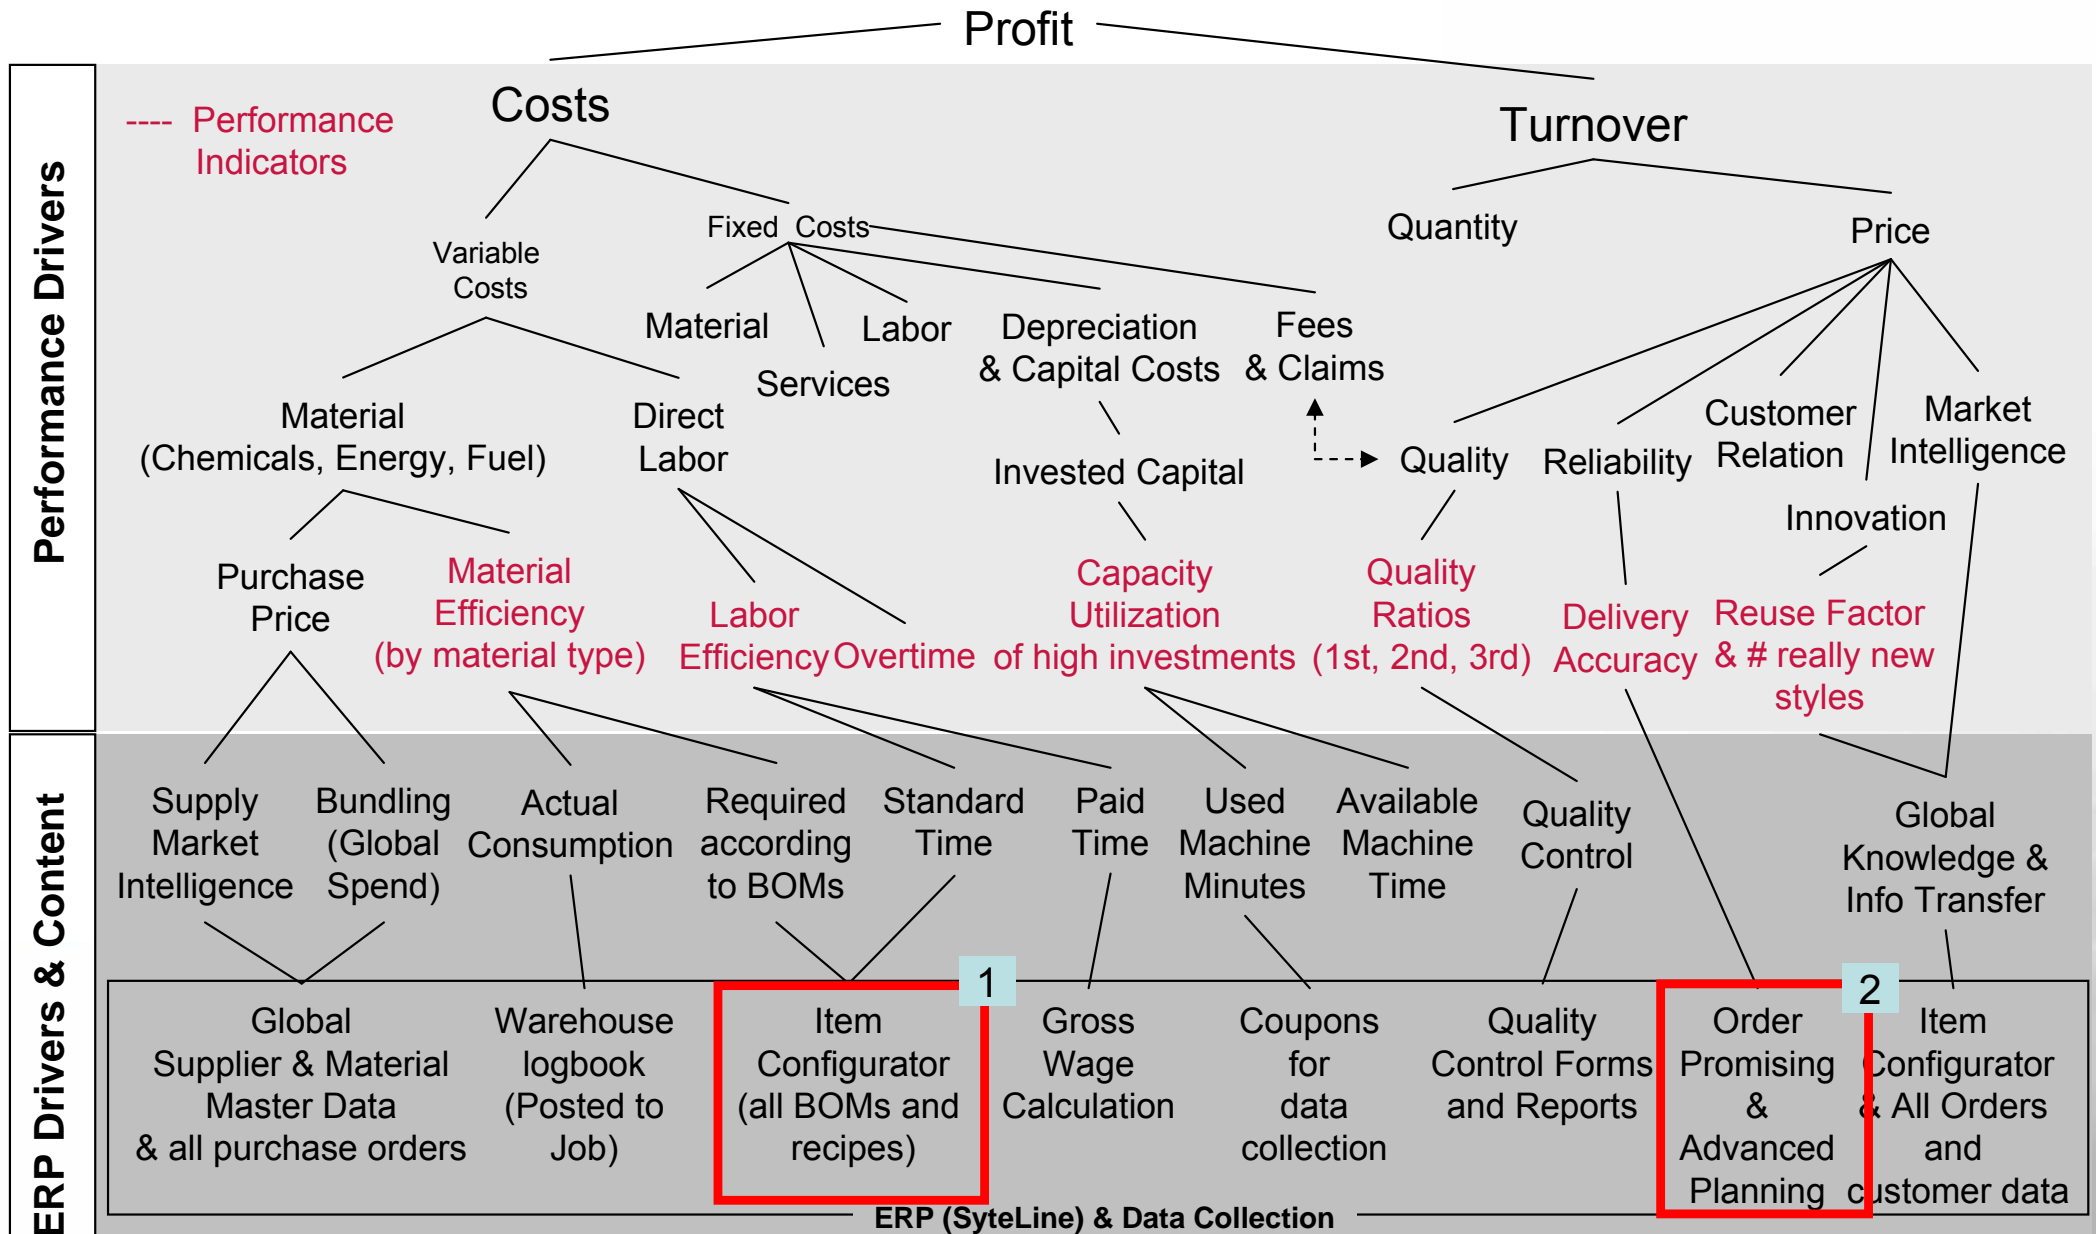 Profit
Performance Drivers
---- Performance
Indicators
Costs
Turnover
Variable
Costs
Fixed Costs
Quantity
Price
Material
Services
Labor
Depreciation
& Capital Costs
Fees
& Claims
Material
(Chemicals, Energy, Fuel)
Direct
Labor
Invested Capital
Quality
Reliability
Customer
Relation
Market
Intelligence
Innovation
Purchase
Price
Material
Efficiency
(by material type)
Labor
Efficiency
Overtime
Capacity
Utilization
of high investments
Quality
Ratios
(1st, 2nd, 3rd)
Delivery
Accuracy
Reuse Factor
& # really new
styles
ERP Drivers & Content
Supply
Market
Intelligence
Bundling
(Global
Spend)
Actual
Consumption
Required
according
to BOMs
Standard
Time
Paid
Time
Used
Machine
Minutes
Available
Machine
Time
Quality
Control
Global
Knowledge &
Info Transfer
Global
Supplier & Material
Master Data
& all purchase orders
Warehouse
logbook
(Posted to
Job)
1
Item
Configurator
(all BOMs and
recipes)
Gross
Wage
Calculation
Coupons
for
data
collection
Quality
Control Forms
and Reports
2
Order
Promising
&
Advanced
Planning
Item
Configurator
& All Orders
and
customer data
ERP (SyteLine) & Data Collection